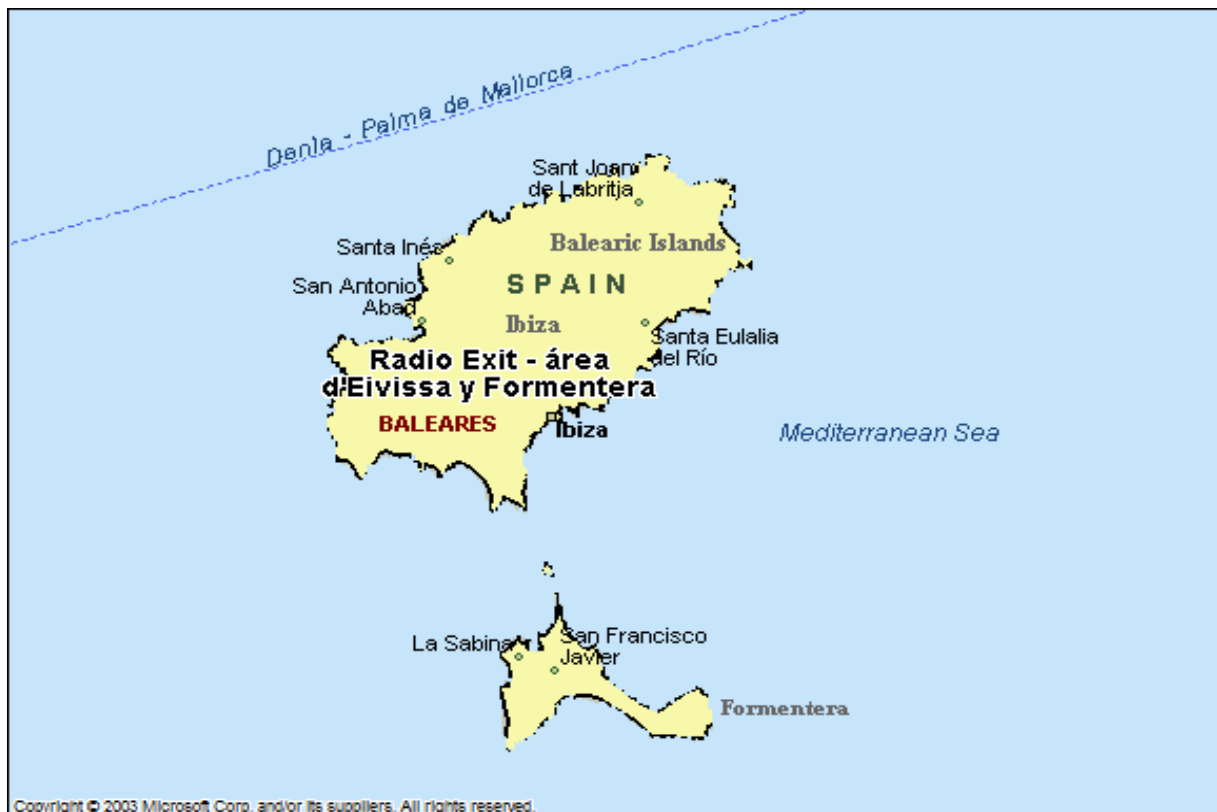 Denia - Palma de Mallorca
Sant Joan
de Labritja
Balearic Islands
Santa Inés
SPAIN
San Antonio
Abad
Ibiza
Santa Eulalia
del Río
Radio Exit - área
d'Eivissa y Formentera
BALEARES
Ibiza
Mediterranean Sea
La Sabina
San Francisco
Javier
Formentera
Copyright © 2003 Microsoft Corp. and/or its suppliers. All rights reserved.